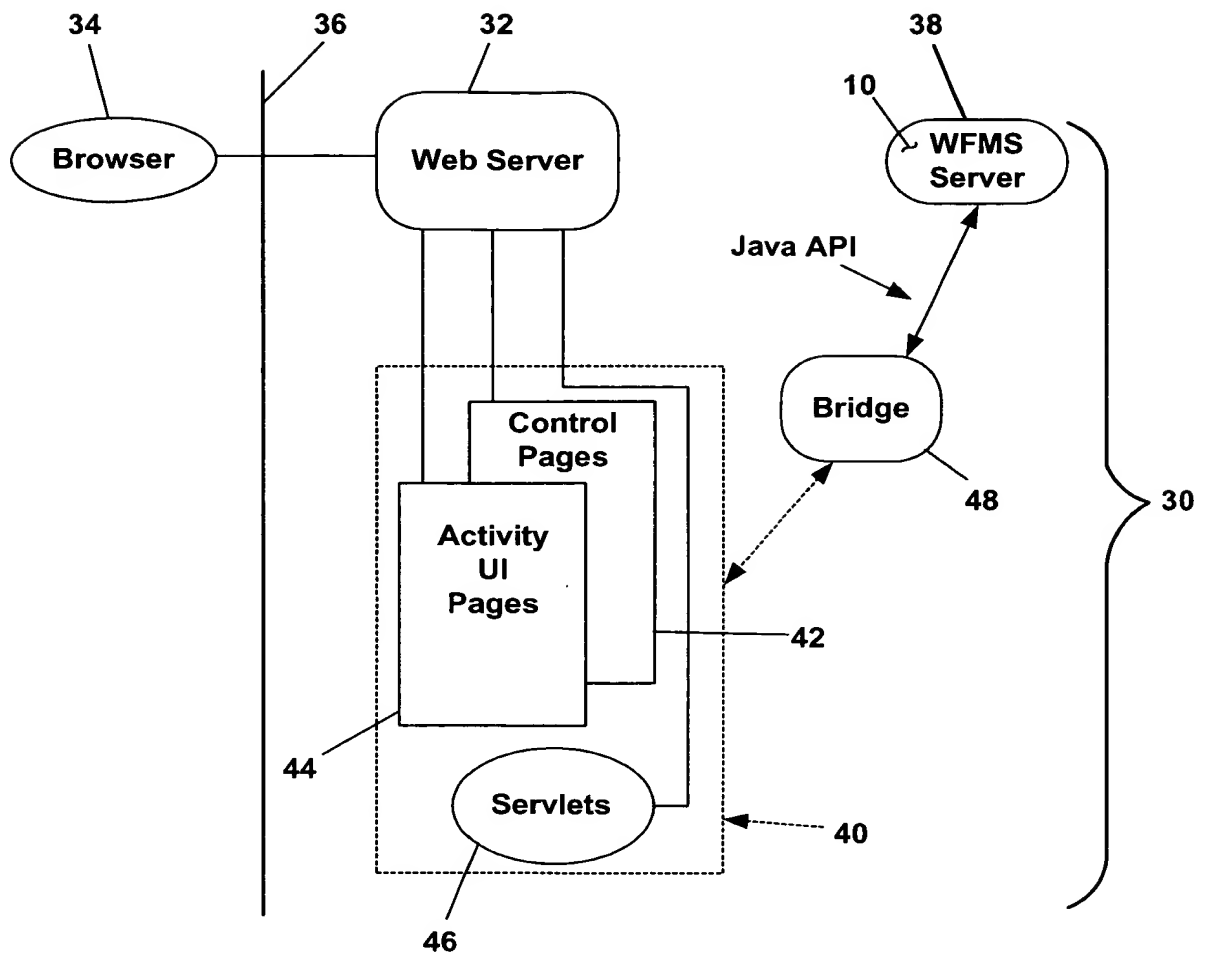 34
36
32
38
10
Browser
Web Server
WFMS
Server
Java API
Bridge
Control
Pages
48
30
Activity
UI
Pages
42
44
Servlets
40
46